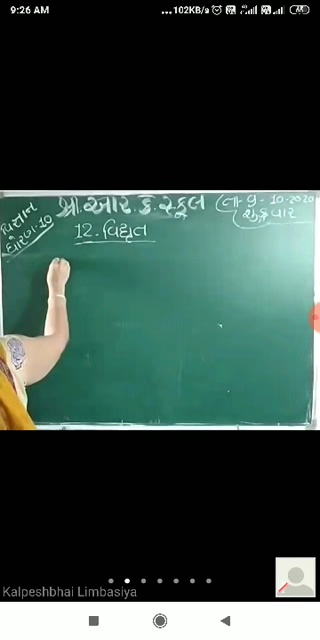 9:26 AM
...102KB/s
વિજ્ઞાન
ધોરણ-10
શ્રી.આર.કે.સ્કૂલ
તા-9-10-2020
શુક્રવાર
12. વિદ્યુત
Kalpeshbhai Limbasiya